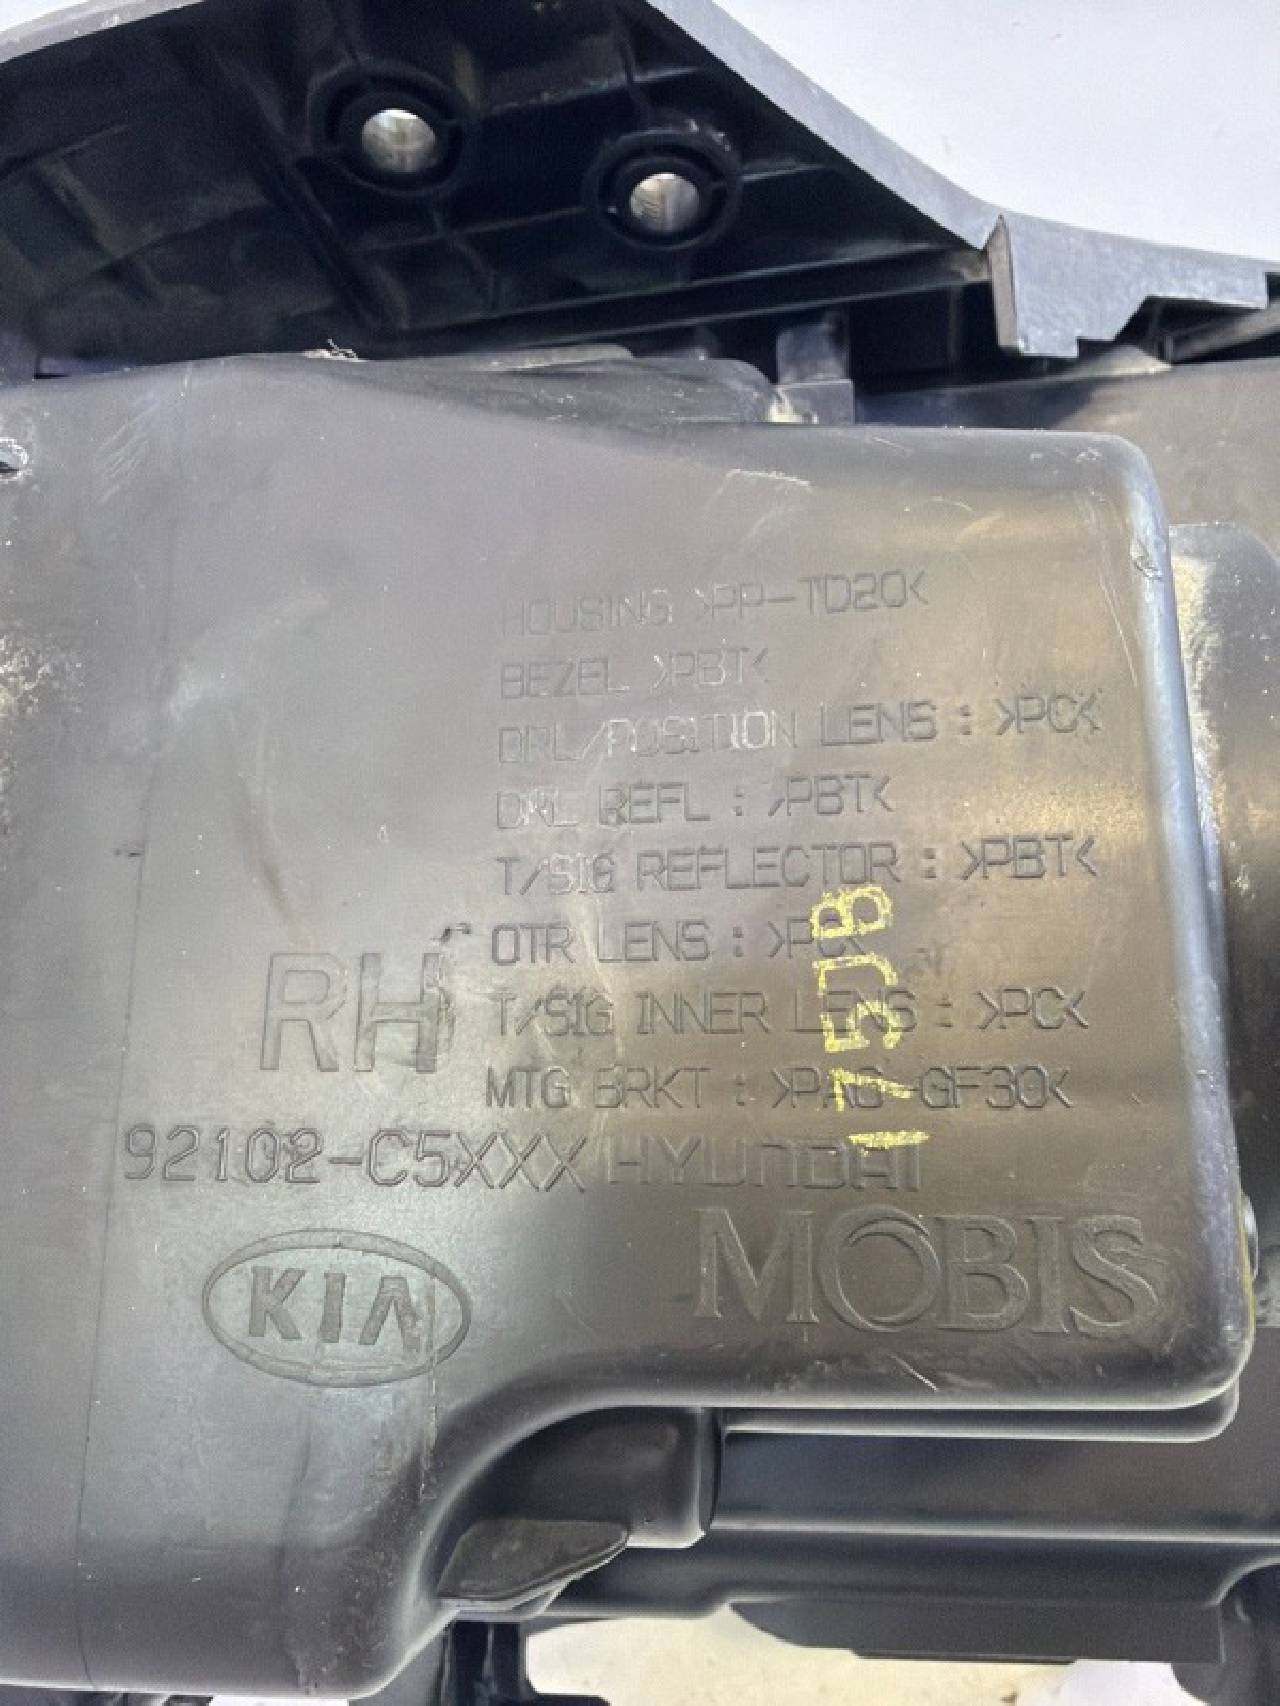 HOUSING >PP-TD20<
BEZEL >PBT<
DRL/POSITION LENS : >PC<
DRL REFL : >PBT<
T/SIG REFLECTOR : >PBT<
OTR LENS : >PC<
T/SIG INNER LENS : >PC<
MTG BRKT : >PA6-GF30<
RH
92102-C5XXX HYUNDAI
KIA
MOBIS